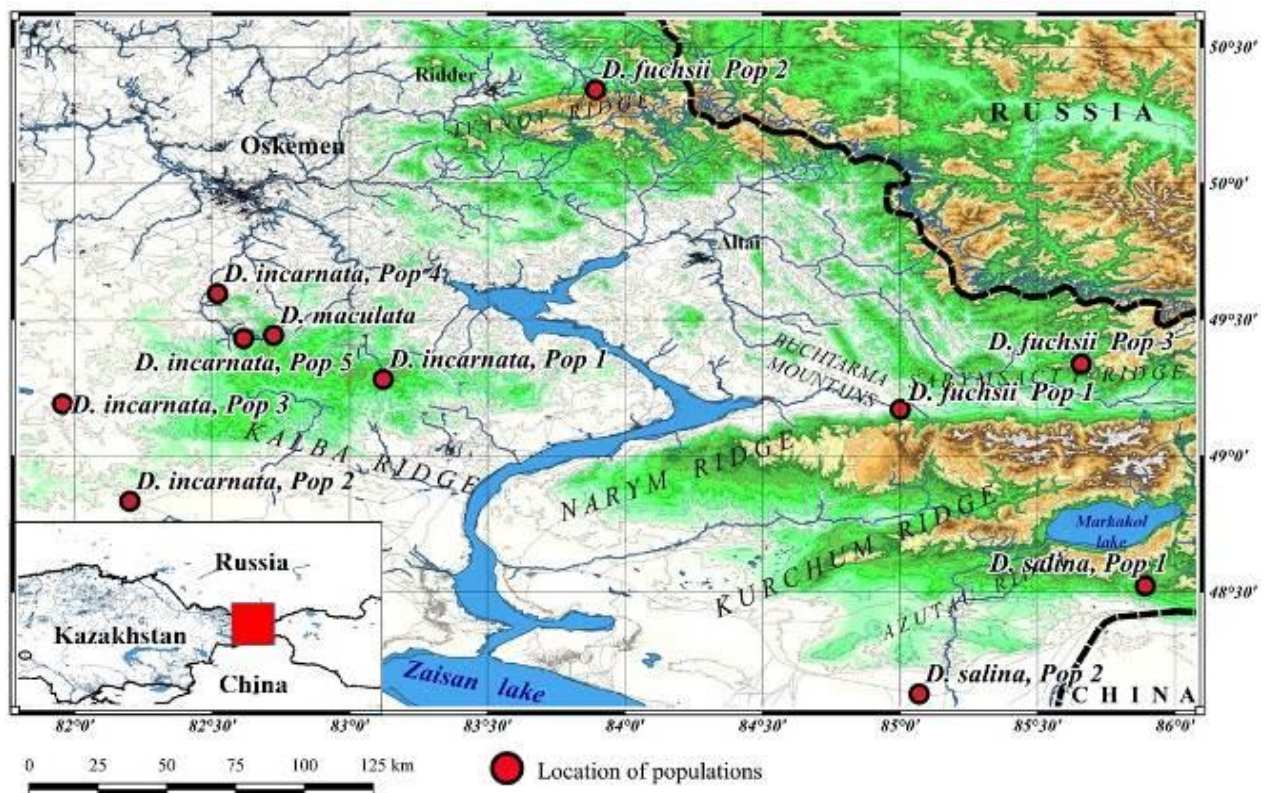 50°30'
Ridder
D. fuchsii Pop 2
IVANOV RIDGE
RUSSIA
Oskemen
50°0'
Altai
D. incarnata, Pop 4
D. maculata
49°30'
D. incarnata, Pop 5
D. incarnata, Pop 1
BUCHTARMA
MOUNTAINS
D. fuchsii Pop 3
RIDGE
D. incarnata, Pop 3
D. fuchsii Pop 1
KALBA RIDGE
49°0'
NARYM RIDGE
D. incarnata, Pop 2
Markakol
lake
KURCHUM RIDGE
D. salina, Pop 1
48°30'
AZUTAU
Russia
Kazakhstan
China
Zaisan lake
D. salina, Pop 2
CHINA
82°0' 82°30' 83°0' 83°30' 84°0' 84°30' 85°0' 85°30' 86°0'
0 25 50 75 100 125 km
Location of populations